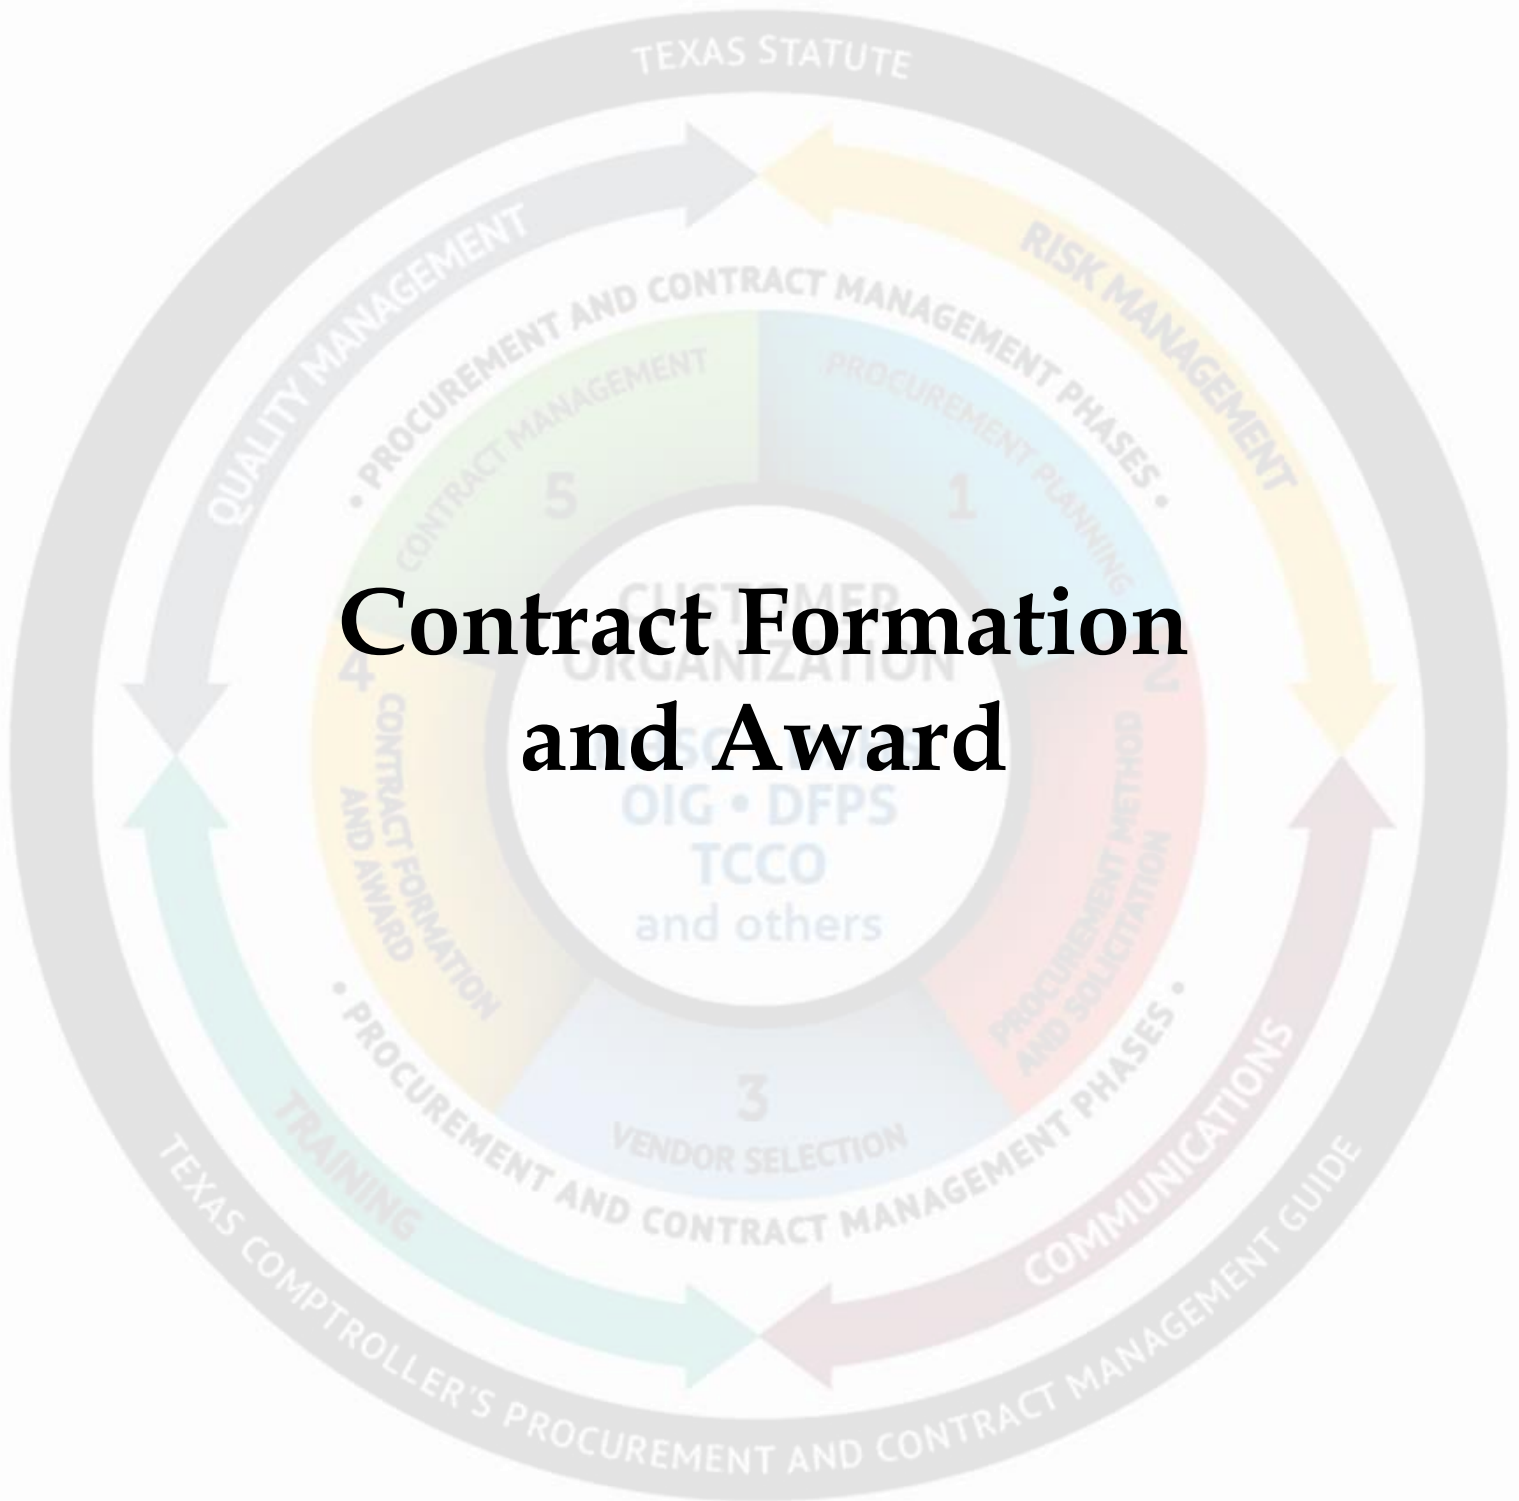 TEXAS STATUTE
QUALITY MANAGEMENT
RISK MANAGEMENT
• PROCUREMENT AND CONTRACT MANAGEMENT PHASES •
CONTRACT MANAGEMENT
5
PROCUREMENT PLANNING
1
CUSTOMER
ORGANIZATION
Contract Formation
and Award
OIG • DFPS
TCCO
and others
4
CONTRACT FORMATION
AND AWARD
2
PROCUREMENT METHOD
AND SOLICITATION
3
VENDOR SELECTION
• PROCUREMENT AND CONTRACT MANAGEMENT PHASES •
TRAINING
COMMUNICATIONS
TEXAS COMPTROLLER'S PROCUREMENT AND CONTRACT MANAGEMENT GUIDE